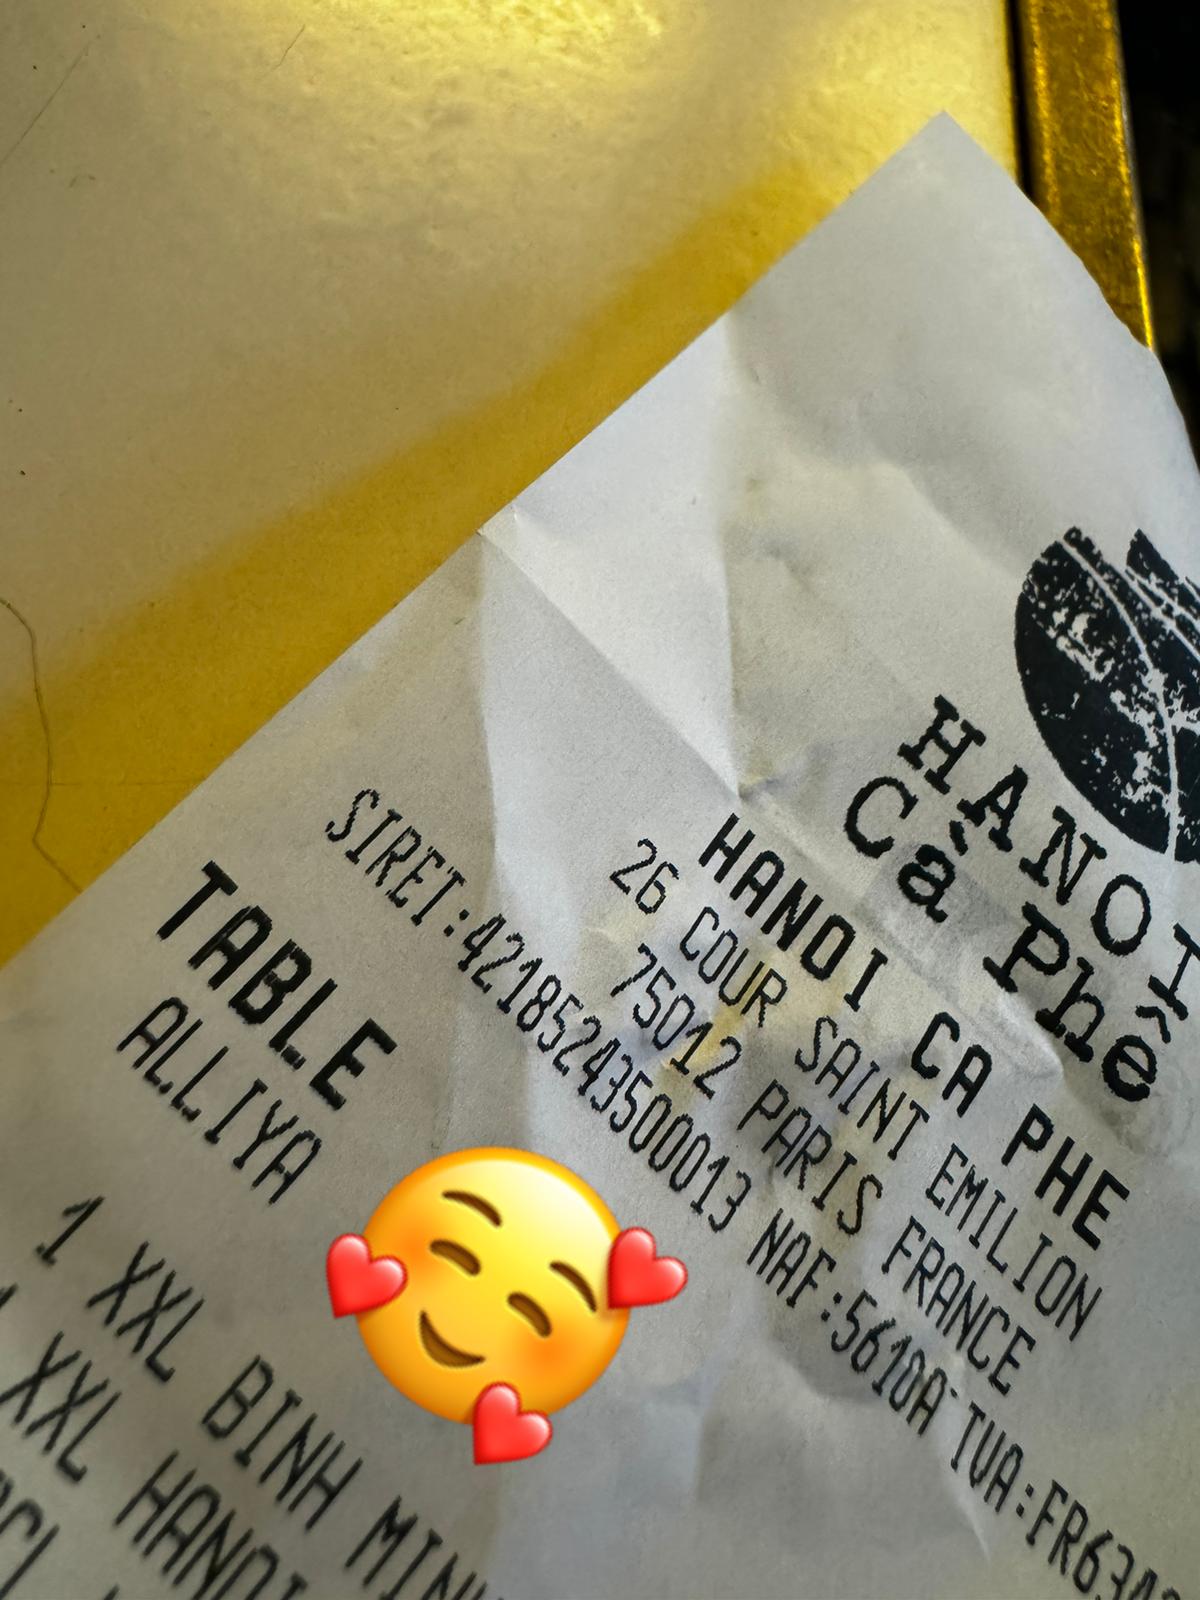 HANOI
Cà Phê
HANOI CA PHE
26 COUR SAINT EMILION
75012 PARIS FRANCE
SIRET:42185243500013 NAF:5610A TVA:FR63
TABLE
ALLIYA
1 XXL BINH MINH
XXL HANOI